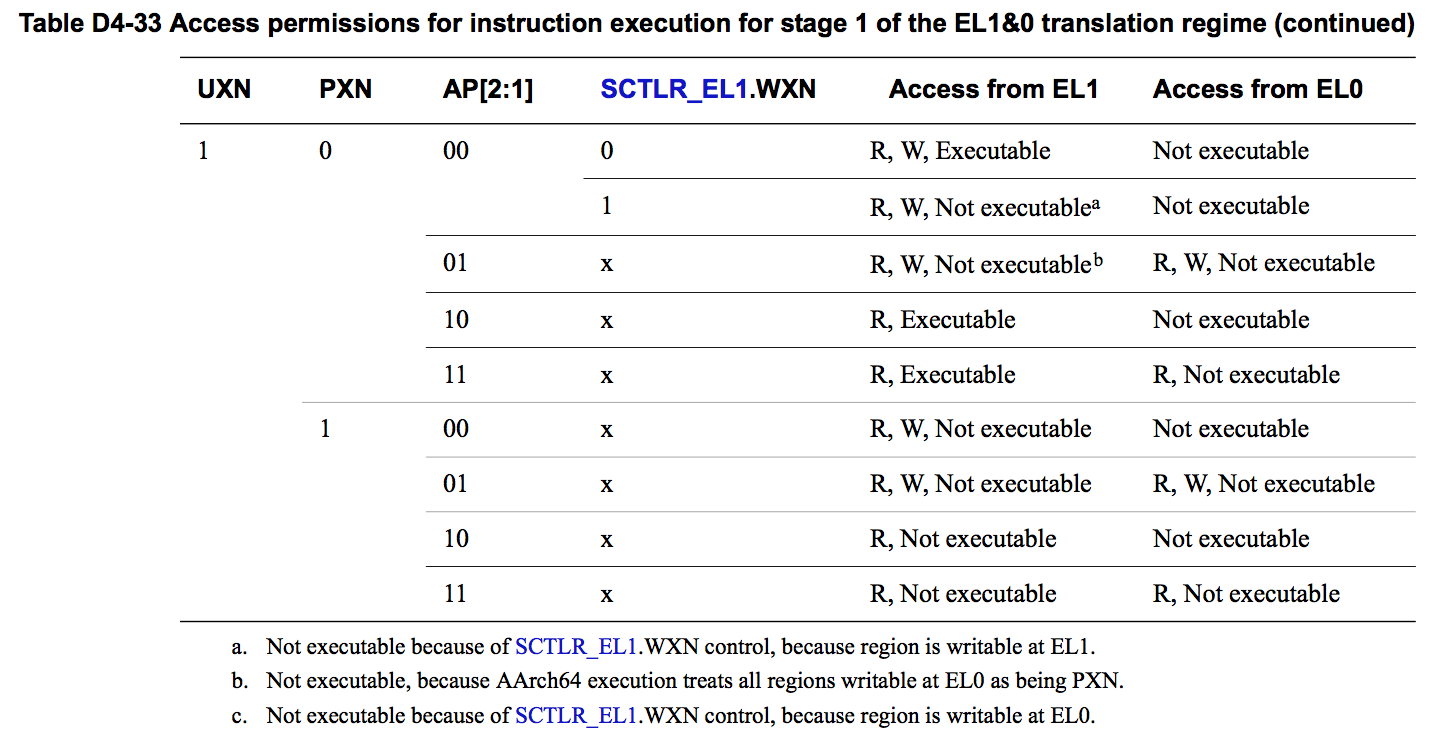 Table D4-33 Access permissions for instruction execution for stage 1 of the EL1&0 translation regime (continued)
UXN PXN AP[2:1] SCTLR_EL1.WXN Access from EL1 Access from EL0
1 0 00 0 R, W, Executable Not executable
1 R, W, Not executablea Not executable
01 x R, W, Not executableb R, W, Not executable
10 x R, Executable Not executable
11 x R, Executable R, Not executable
1 00 x R, W, Not executable Not executable
01 x R, W, Not executable R, W, Not executable
10 x R, Not executable Not executable
11 x R, Not executable R, Not executable
a. Not executable because of SCTLR_EL1.WXN control, because region is writable at EL1.
b. Not executable, because AArch64 execution treats all regions writable at EL0 as being PXN.
c. Not executable because of SCTLR_EL1.WXN control, because region is writable at EL0.